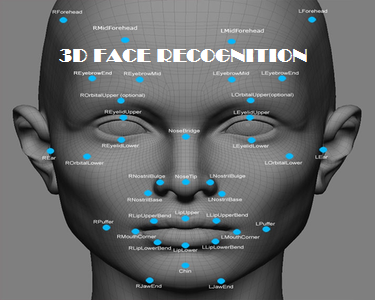 RForehead LForehead
RMidForehead LMidForehead
3D FACE RECOGNITION
REyebrowEnd REyebrowMid LEyebrowMid LEyebrowEnd
ROrbitalUpper (optional) LOrbitalUpper(optional)
REyelidUpper LEyelidUpper
NoseBridge
REyelidLower LEyelidLower
REar ROrbitalLower LOrbitalLower LEar
RNostrilBulge NoseTip LNostrilBulge
RNostrilBase LNostrilBase
RPuffer RLipUpperBend LipUpper LLipUpperBend LPuffer
RMouthCorner LMouthCorner
RLipLowerBend LipLower LLipLowerBend
Chin
RJawEnd LJawEnd